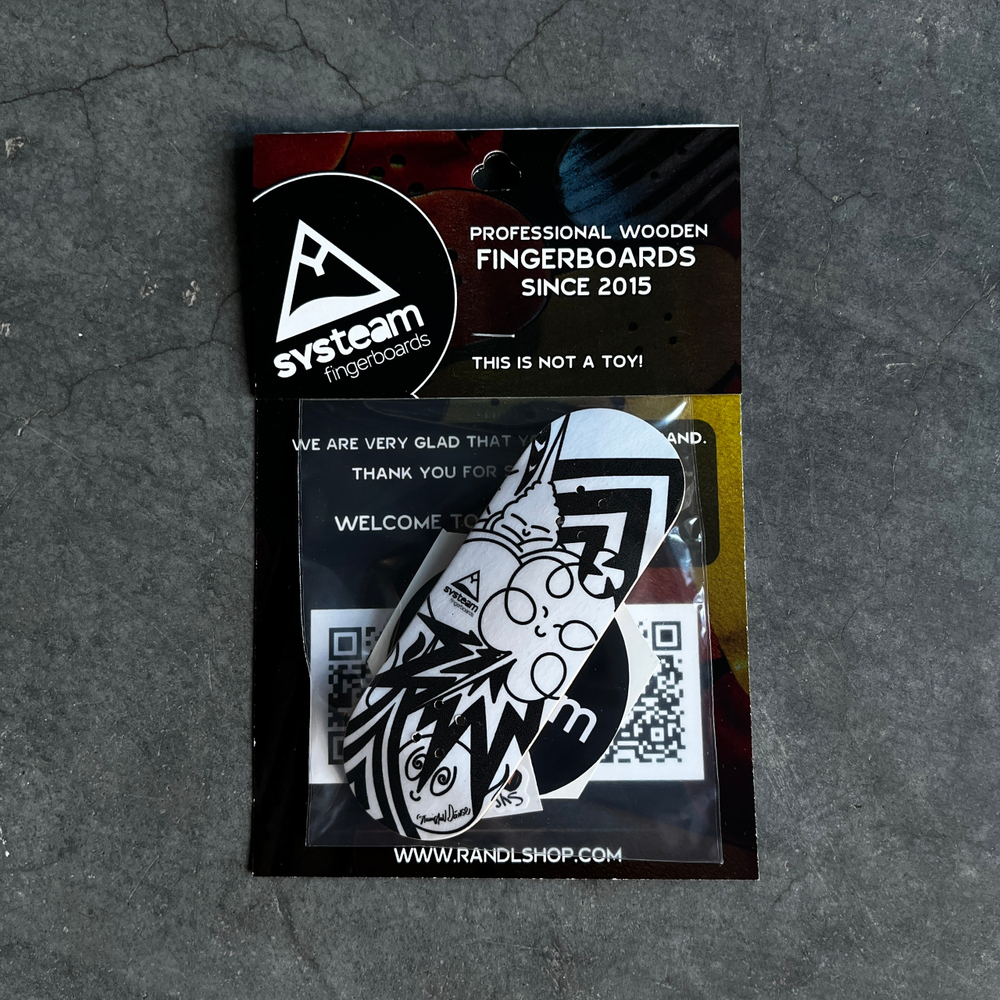 PROFESSIONAL WOODEN
FINGERBOARDS
SINCE 2015
systeam
fingerboards
THIS IS NOT A TOY!
WE ARE VERY GLAD THAT AND.
THANK YOU FOR
WELCOME TO
systeam
fingerboards
m
WWW.RANDLSHOP.COM